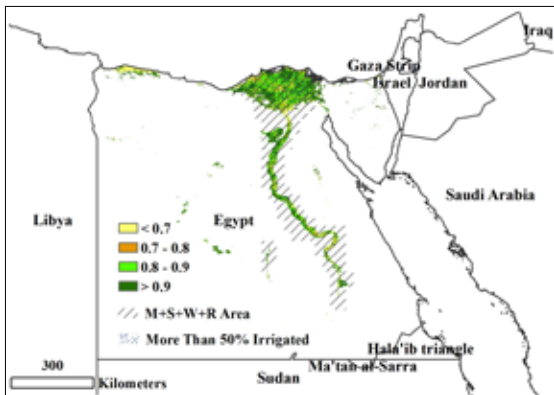 Iraq
Gaza Strip
Israel Jordan
Saudi Arabia
Libya
Egypt
< 0.7
0.7 - 0.8
0.8 - 0.9
> 0.9
M+S+W+R Area
More Than 50% Irrigated
Hala'ib triangle
Ma'tan al-Sarra
Sudan
300
Kilometers